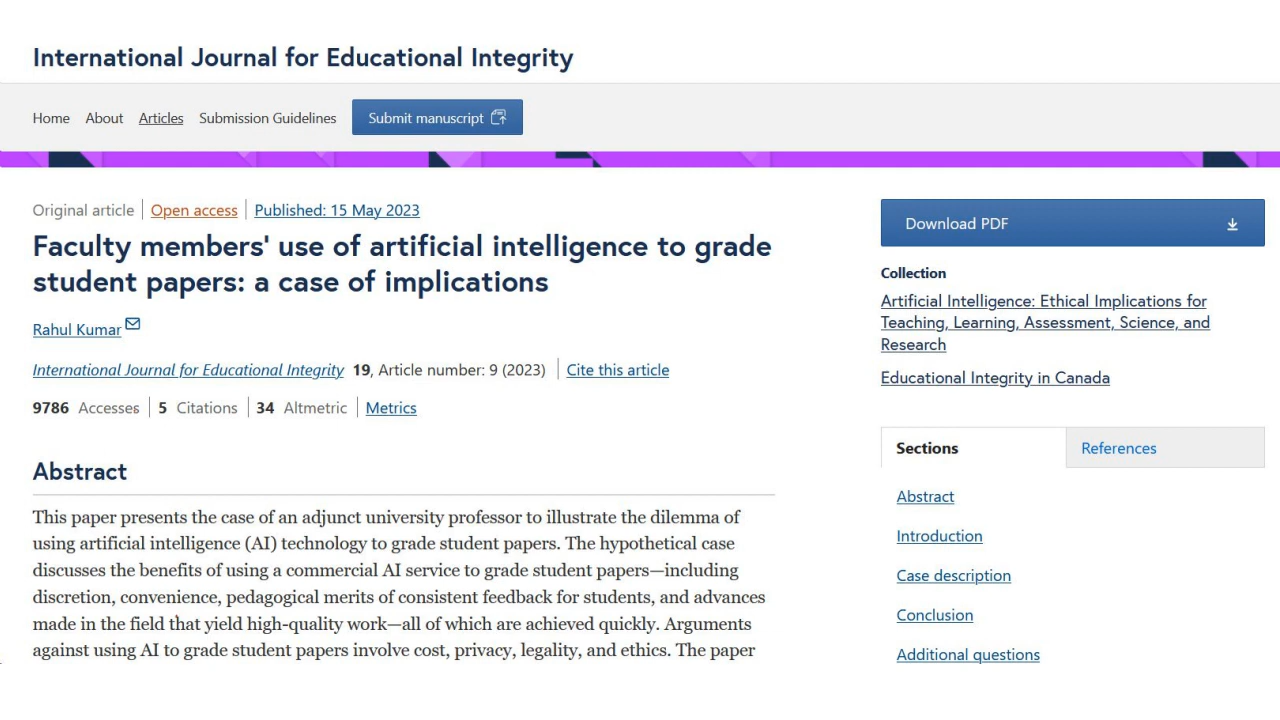 International Journal for Educational Integrity
Home About Articles Submission Guidelines Submit manuscript
Original article Open access Published: 15 May 2023
Faculty members' use of artificial intelligence to grade
student papers: a case of implications
Rahul Kumar
International Journal for Educational Integrity 19, Article number: 9 (2023) Cite this article
9786 Accesses 5 Citations 34 Altmetric Metrics
Abstract
This paper presents the case of an adjunct university professor to illustrate the dilemma of
using artificial intelligence (AI) technology to grade student papers. The hypothetical case
discusses the benefits of using a commercial AI service to grade student papers—including
discretion, convenience, pedagogical merits of consistent feedback for students, and advances
made in the field that yield high-quality work—all of which are achieved quickly. Arguments
against using AI to grade student papers involve cost, privacy, legality, and ethics. The paper
Download PDF
Collection
Artificial Intelligence: Ethical Implications for
Teaching, Learning, Assessment, Science, and
Research
Educational Integrity in Canada
Sections References
Abstract
Introduction
Case description
Conclusion
Additional questions